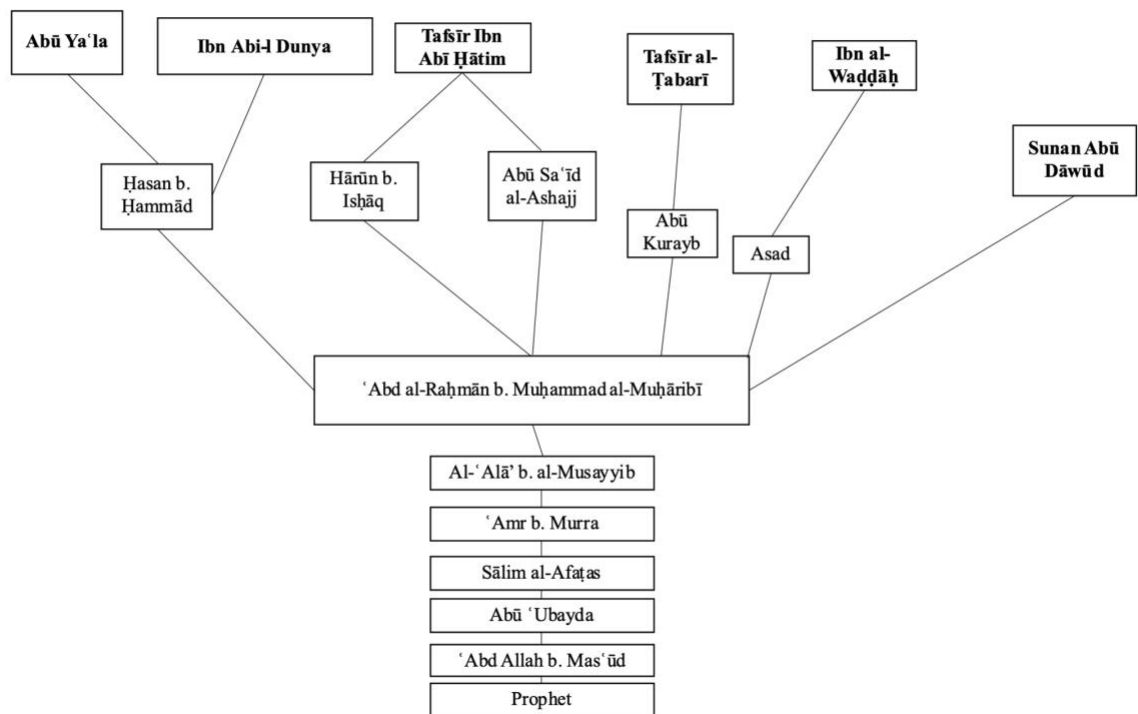 Abū Yaʿla
Ibn Abi-l Dunya
Tafsīr Ibn
Abī Ḥātim
Tafsīr al-
Ṭabarī
Ibn al-
Waḍḍāḥ
Sunan Abū
Dāwūd
Ḥasan b.
Ḥammād
Hārūn b.
Isḥāq
Abū Saʿīd
al-Ashajj
Abū
Kurayb
Asad
ʿAbd al-Raḥmān b. Muḥammad al-Muḥāribī
Al-ʿAlāʾ b. al-Musayyib
ʿAmr b. Murra
Sālim al-Afaṭas
Abū ʿUbayda
ʿAbd Allah b. Masʿūd
Prophet